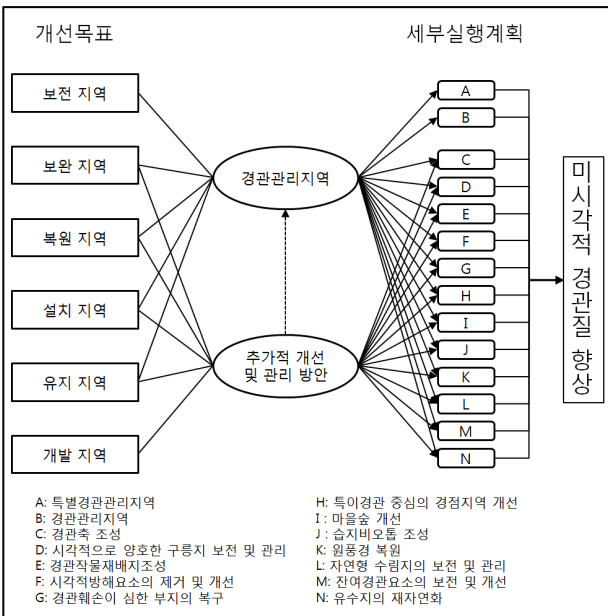 개선목표
세부실행계획
보전 지역
보완 지역
복원 지역
설치 지역
유지 지역
개발 지역
경관관리지역
추가적 개선
및 관리 방안
A
B
C
D
E
F
G
H
I
J
K
L
M
N
미시각적 경관질 향상
A: 특별경관관리지역
B: 경관관리지역
C: 경관축 조성
D: 시각적으로 양호한 구릉지 보전 및 관리
E: 경관작물재배지조성
F: 시각적방해요소의 제거 및 개선
G: 경관훼손이 심한 부지의 복구
H: 특이경관 중심의 경점지역 개선
I : 마을숲 개선
J : 습지비오톱 조성
K: 원풍경 복원
L: 자연형 수림지의 보전 및 관리
M: 잔여경관요소의 보전 및 개선
N: 유수지의 재자연화